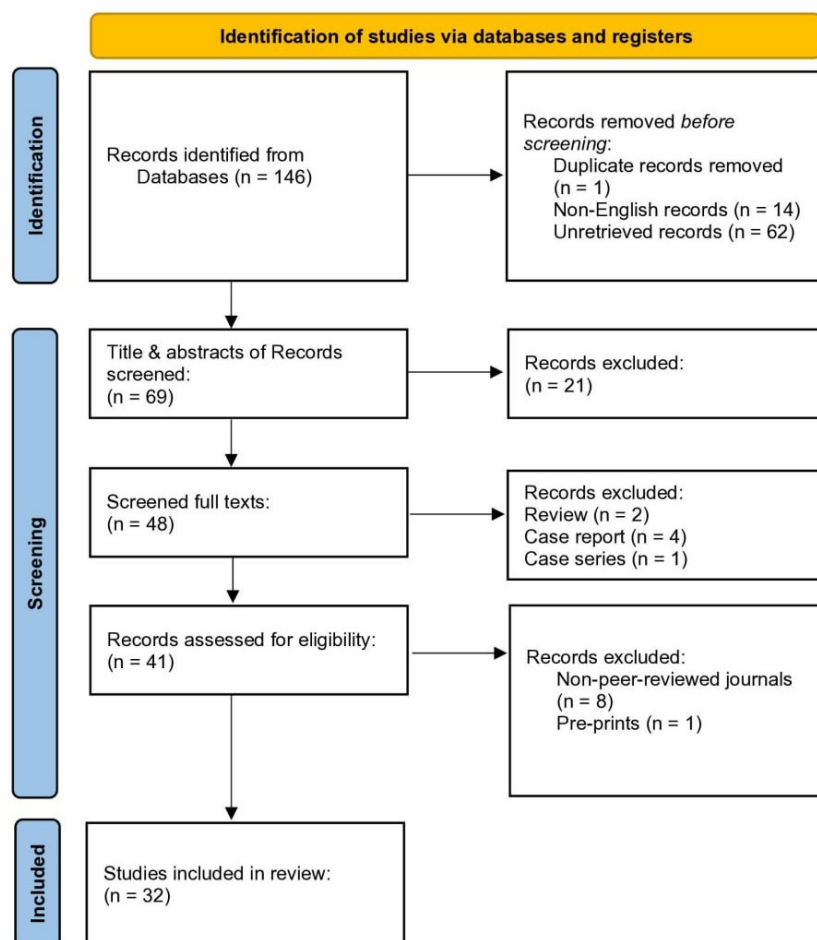 Identification of studies via databases and registers
Identification
Records identified from
Databases (n = 146)
Records removed before
screening:
Duplicate records removed
(n = 1)
Non-English records (n = 14)
Unretrieved records (n = 62)
Screening
Title & abstracts of Records
screened:
(n = 69)
Records excluded:
(n = 21)
Screened full texts:
(n = 48)
Records excluded:
Review (n = 2)
Case report (n = 4)
Case series (n = 1)
Records assessed for eligibility:
(n = 41)
Records excluded:
Non-peer-reviewed journals
(n = 8)
Pre-prints (n = 1)
Included
Studies included in review:
(n = 32)